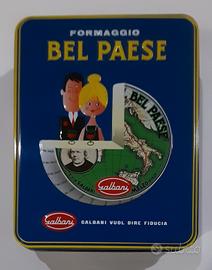 FORMAGGIO
BEL PAESE
BEL PAESE
Galbani
Galbani
GALBANI VUOL DIRE FIDUCIA